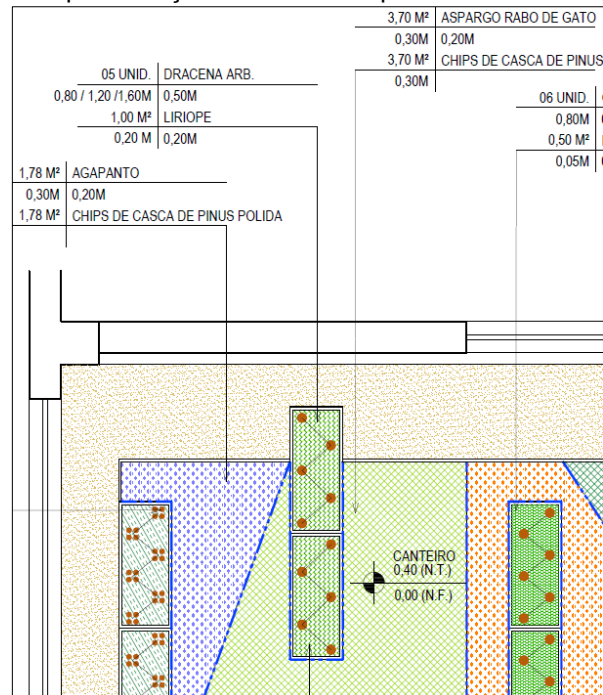 3,70 M² ASPARGO RABO DE GATO
0,30M 0,20M
3,70 M² CHIPS DE CASCA DE PINUS
0,30M
05 UNID. DRACENA ARB.
0,80 / 1,20 /1,60M 0,50M
1,00 M² LIRIOPE
0,20 M 0,20M
06 UNID.
0,80M
0,50 M²
0,05M
1,78 M² AGAPANTO
0,30M 0,20M
1,78 M² CHIPS DE CASCA DE PINUS POLIDA
CANTEIRO
0,40 (N.T.)
0,00 (N.F.)